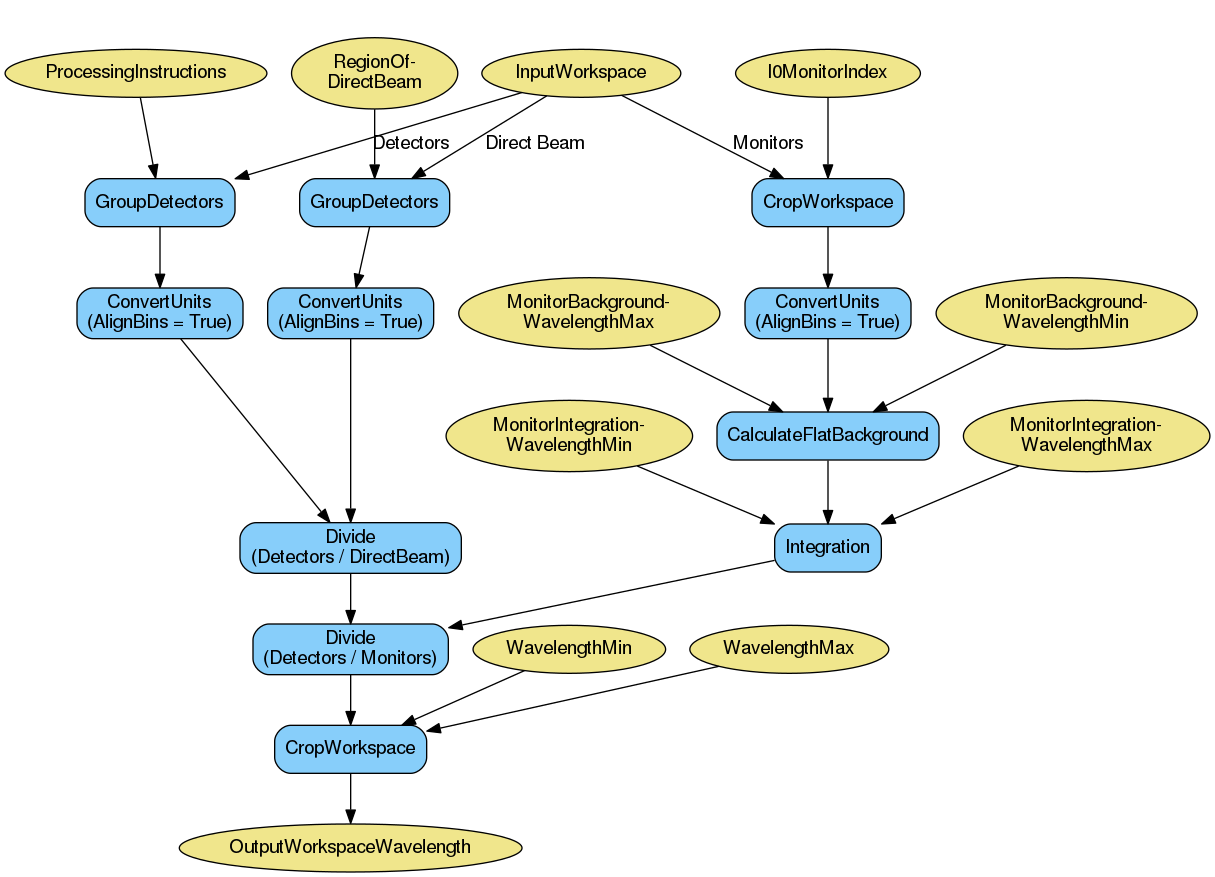 ProcessingInstructions
RegionOf-
DirectBeam
InputWorkspace
I0MonitorIndex
Detectors
Direct Beam
Monitors
GroupDetectors
GroupDetectors
CropWorkspace
ConvertUnits
(AlignBins = True)
ConvertUnits
(AlignBins = True)
MonitorBackground-
WavelengthMax
ConvertUnits
(AlignBins = True)
MonitorBackground-
WavelengthMin
MonitorIntegration-
WavelengthMin
CalculateFlatBackground
MonitorIntegration-
WavelengthMax
Divide
(Detectors / DirectBeam)
Integration
Divide
(Detectors / Monitors)
WavelengthMin
WavelengthMax
CropWorkspace
OutputWorkspaceWavelength